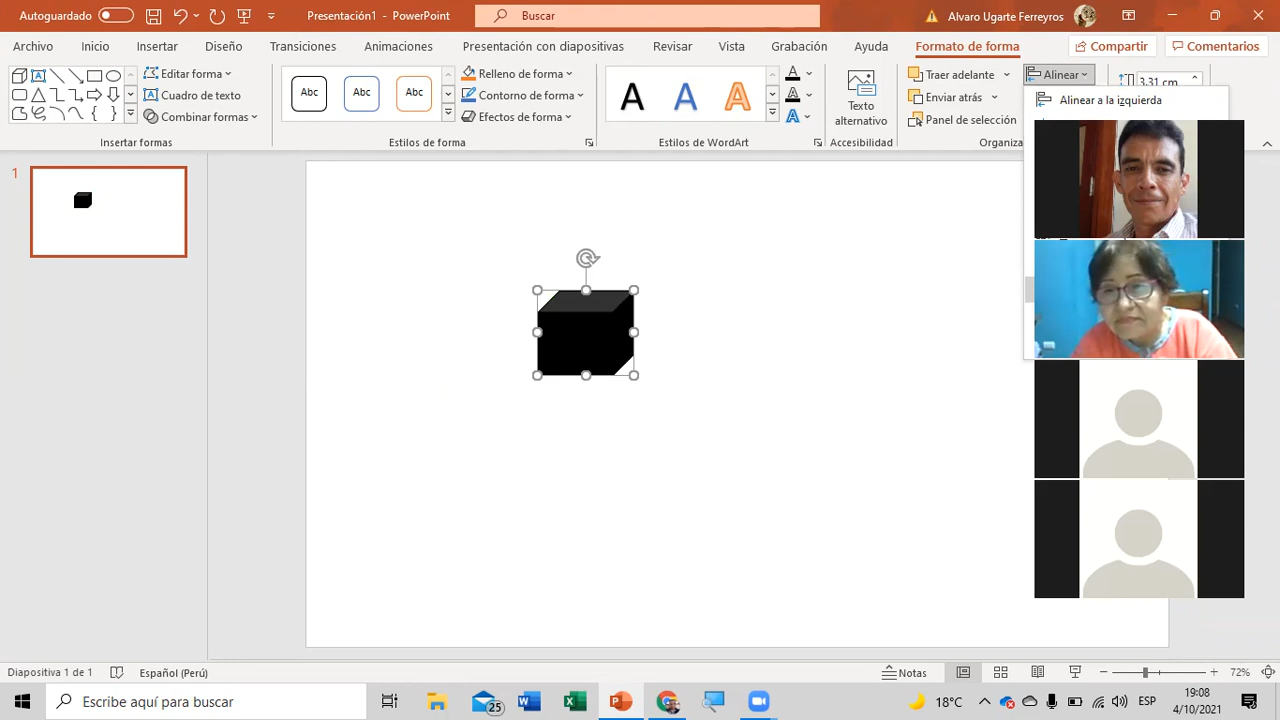 Autoguardado
Presentación1 - PowerPoint
Buscar
Alvaro Ugarte Ferreyros
Archivo
Inicio
Insertar
Diseño
Transiciones
Animaciones
Presentación con diapositivas
Revisar
Vista
Grabación
Ayuda
Formato de forma
Compartir
Comentarios
Editar forma
Cuadro de texto
Combinar formas
Insertar formas
Abc
Abc
Abc
Relleno de forma
Contorno de forma
Efectos de forma
Estilos de forma
A
A
A
A
A
A
Estilos de WordArt
Texto
alternativo
Accesibilidad
Traer adelante
Enviar atrás
Panel de selección
Organiza
Alinear
Alinear a la izquierda
3,31 cm
1
Diapositiva 1 de 1
Español (Perú)
Notas
72%
Escribe aquí para buscar
25
18°C
ESP
19:08
4/10/2021